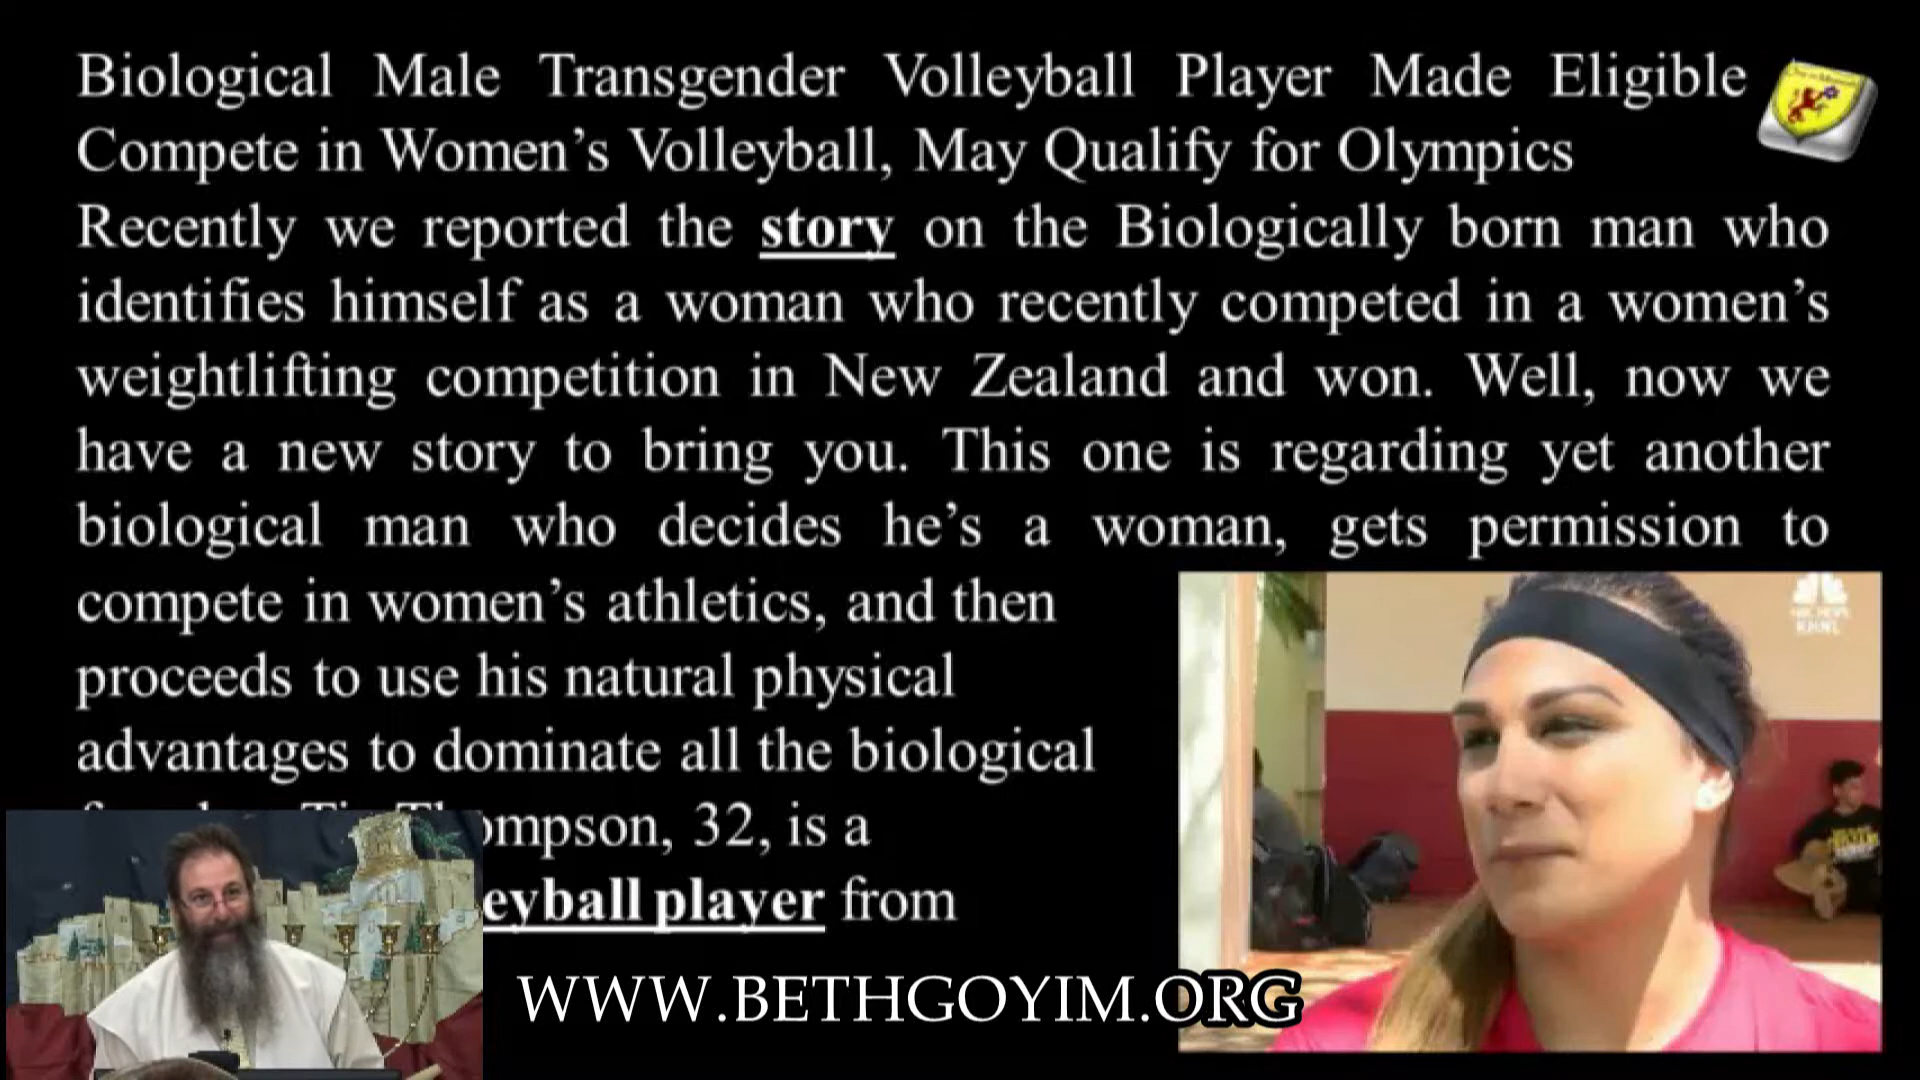 Biological Male Transgender Volleyball Player Made Eligible
Compete in Women's Volleyball, May Qualify for Olympics
Recently we reported the story on the Biologically born man who
identifies himself as a woman who recently competed in a women's
weightlifting competition in New Zealand and won. Well, now we
have a new story to bring you. This one is regarding yet another
biological man who decides he's a woman, gets permission to
compete in women's athletics, and then
proceeds to use his natural physical
advantages to dominate all the biological
ompson, 32, is a
eyball player from
WWW.BETHGOYIM.ORG